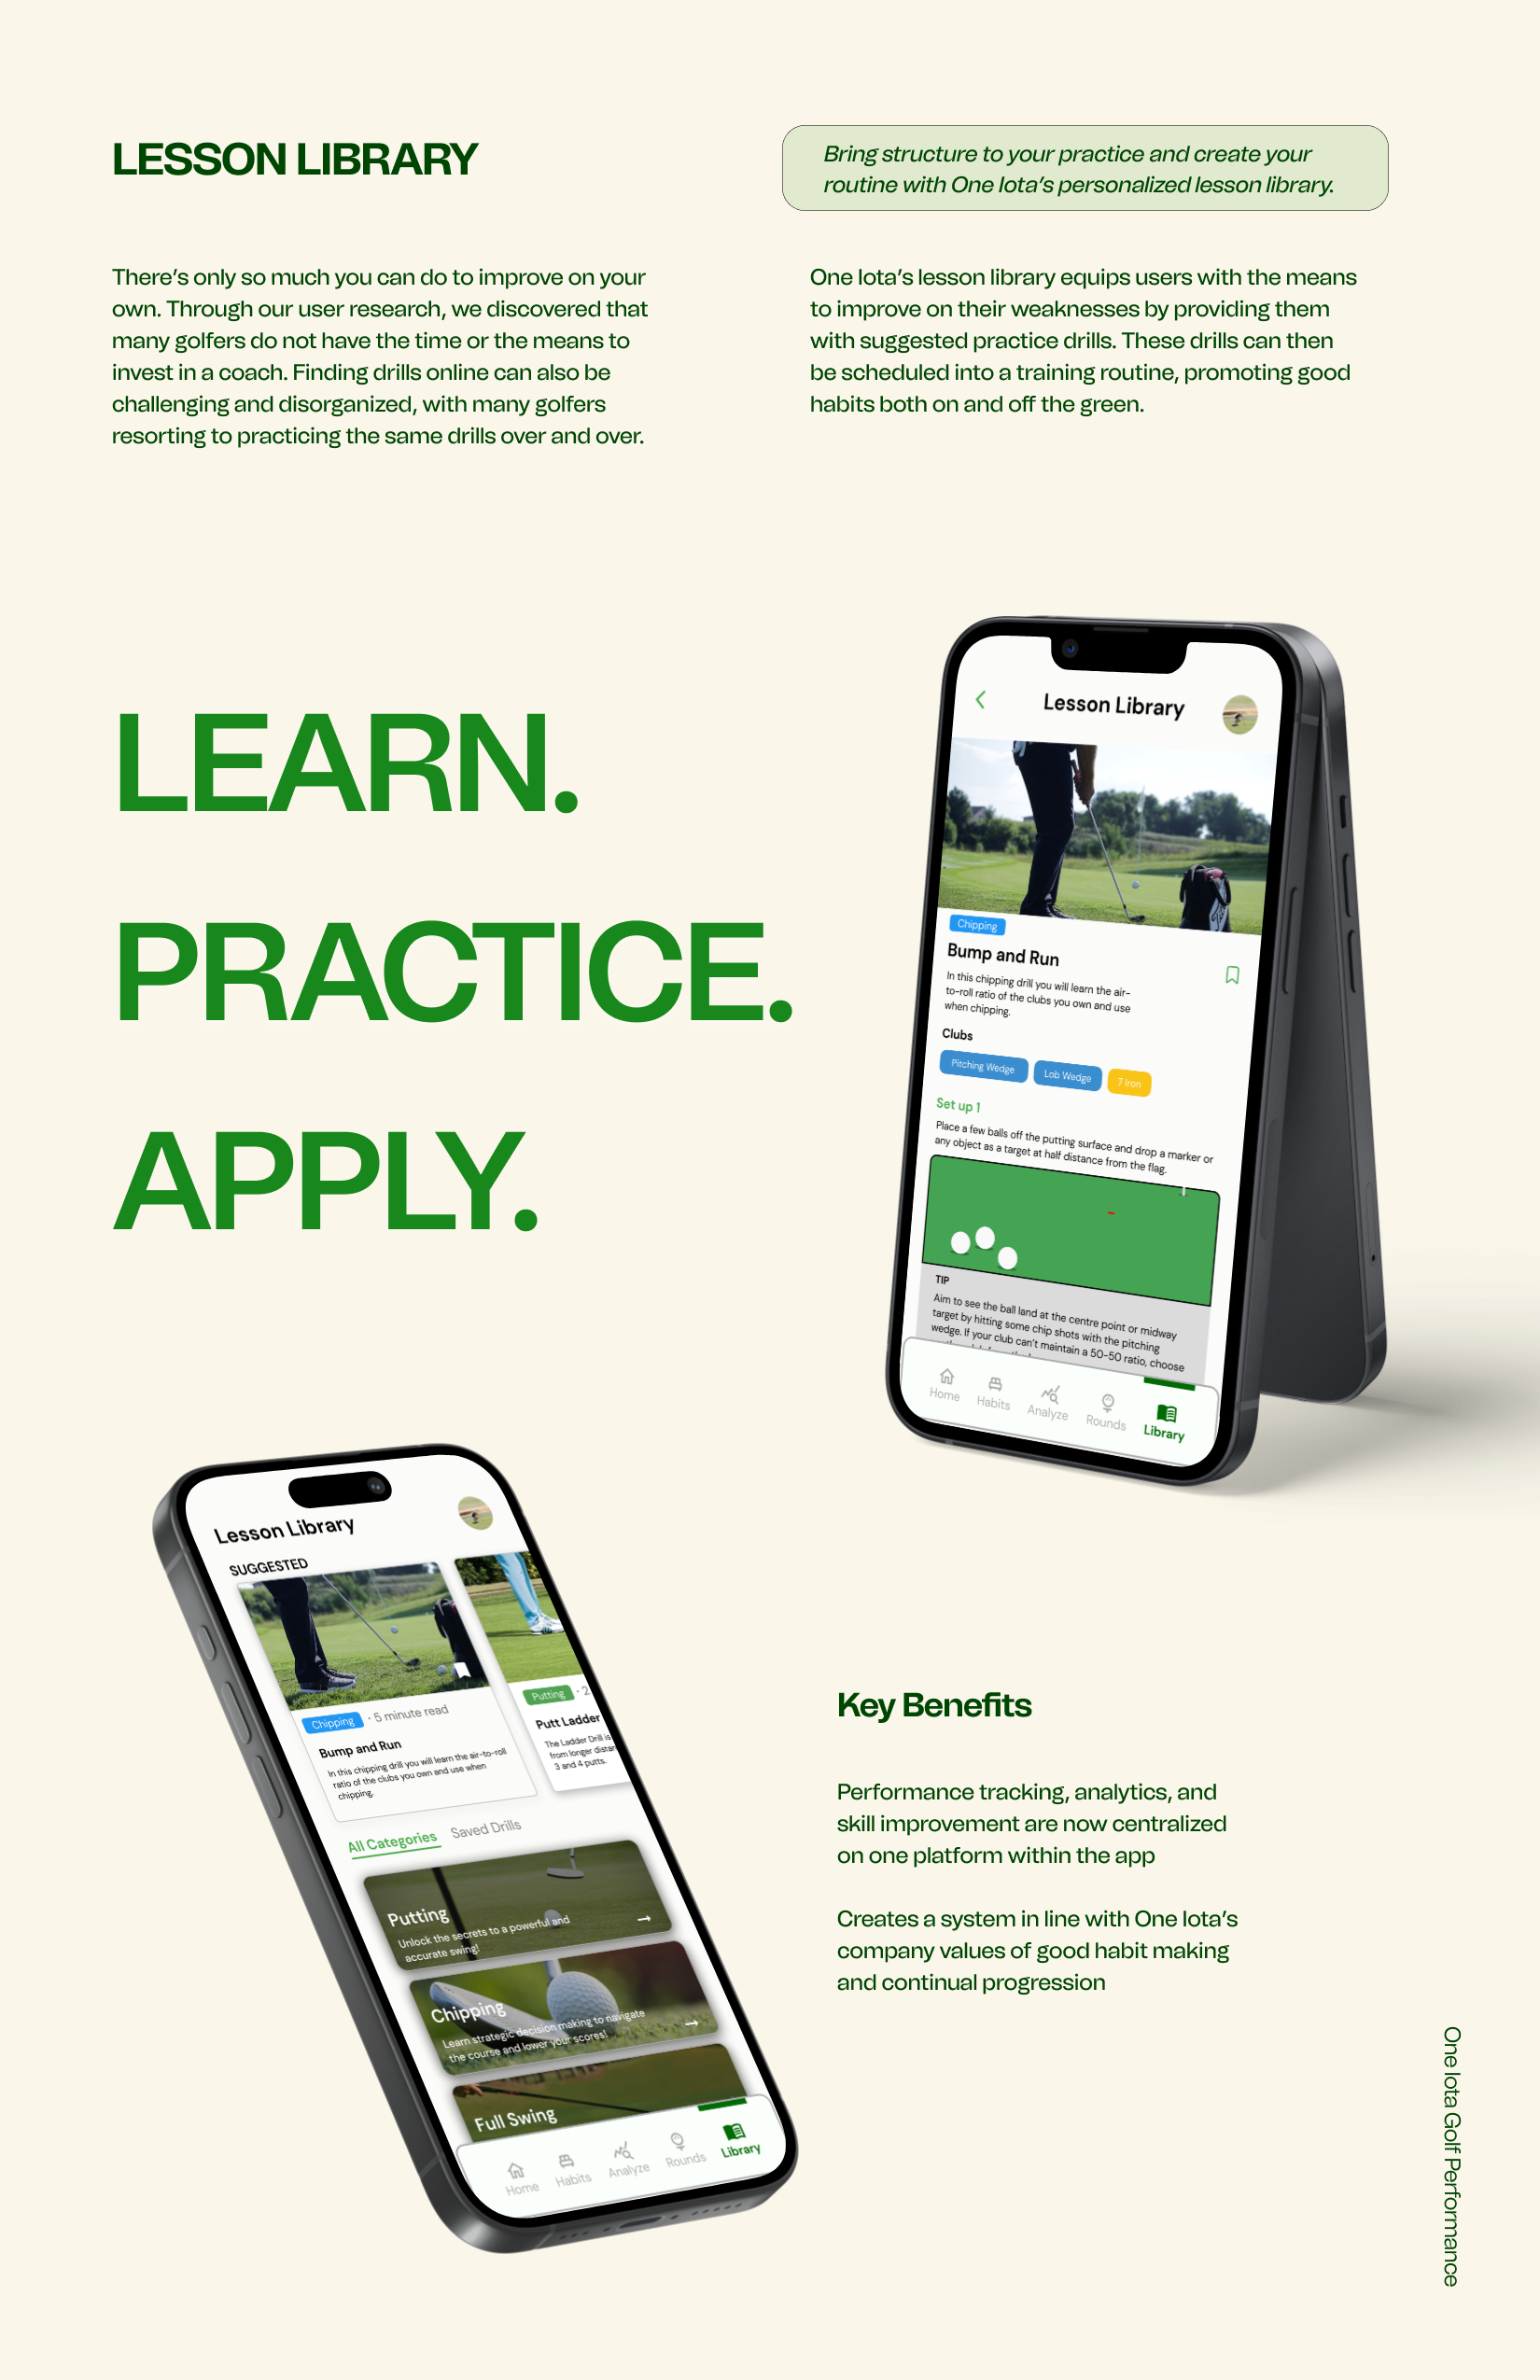 LESSON LIBRARY
Bring structure to your practice and create your
routine with One Iota’s personalized lesson library.
There’s only so much you can do to improve on your
own. Through our user research, we discovered that
many golfers do not have the time or the means to
invest in a coach. Finding drills online can also be
challenging and disorganized, with many golfers
resorting to practicing the same drills over and over.
One Iota’s lesson library equips users with the means
to improve on their weaknesses by providing them
with suggested practice drills. These drills can then
be scheduled into a training routine, promoting good
habits both on and off the green.
LEARN.
PRACTICE.
APPLY.
Lesson Library
Chipping
Bump and Run
In this chipping drill you will learn the air-
to-roll ratio of the clubs you own and use
when chipping.
Clubs
Pitching Wedge
Lob Wedge
7 Iron
Set up 1
Place a few balls off the putting surface and drop a marker or
any object as a target at half distance from the flag.
TIP
Aim to see the ball land at the centre point or midway
target by hitting some chip shots with the pitching
wedge. If your club can’t maintain a 50-50 ratio, choose
Home
Habits
Analyze
Rounds
Library
Lesson Library
SUGGESTED
Chipping · 5 minute read
Bump and Run
In this chipping drill you will learn the air-to-roll
ratio of the clubs you own and use when
chipping.
Putting · 2
Putt Ladder
The Ladder Drill is
from longer distan
3 and 4 putts.
All Categories
Saved Drills
Putting
Unlock the secrets to a powerful and
accurate swing!
Chipping
Learn strategic decision making to navigate
the course and lower your scores!
Full Swing
Home
Habits
Analyze
Rounds
Library
Key Benefits
Performance tracking, analytics, and
skill improvement are now centralized
on one platform within the app
Creates a system in line with One Iota’s
company values of good habit making
and continual progression
One Iota Golf Performance